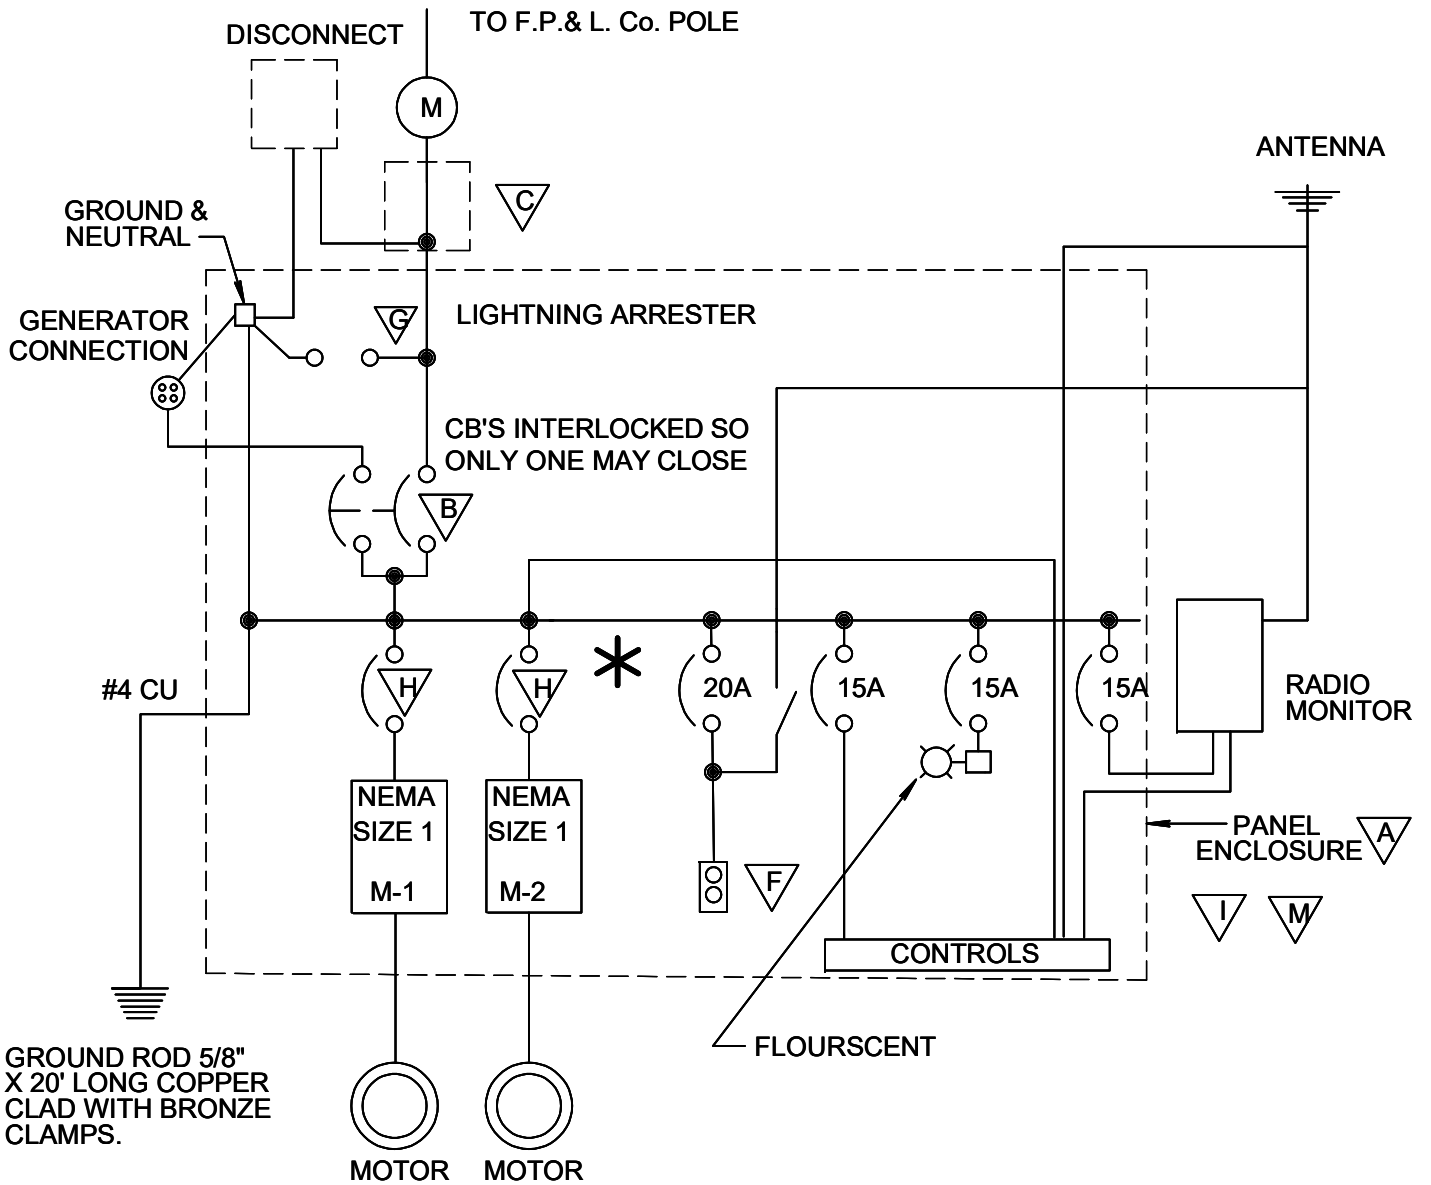 TO F.P.& L. Co. POLE
DISCONNECT
M
ANTENNA
C
GROUND &
NEUTRAL
G
LIGHTNING ARRESTER
GENERATOR
CONNECTION
CB'S INTERLOCKED SO
ONLY ONE MAY CLOSE
B
#4 CU
H
H
20A
15A
15A
15A
RADIO
MONITOR
NEMA
SIZE 1
M-1
NEMA
SIZE 1
M-2
F
PANEL
ENCLOSURE
A
I
M
CONTROLS
FLOURSCENT
GROUND ROD 5/8"
X 20' LONG COPPER
CLAD WITH BRONZE
CLAMPS.
MOTOR
MOTOR